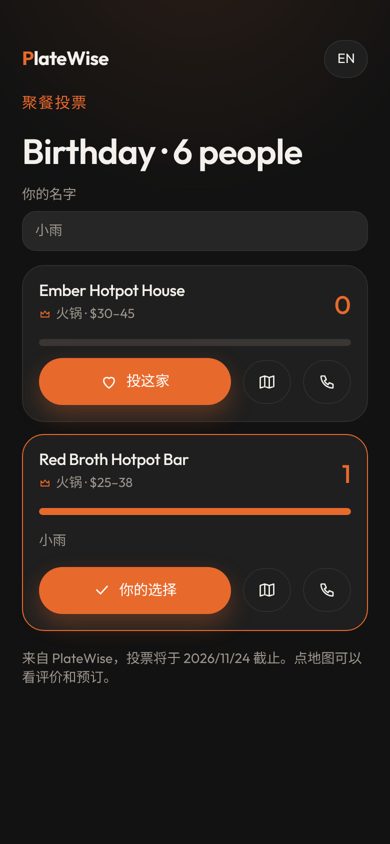 PlateWise
EN
聚餐投票
Birthday · 6 people
你的名字
小雨
Ember Hotpot House
火锅 · $30–45
0
投这家
Red Broth Hotpot Bar
火锅 · $25–38
1
小雨
你的选择
来自 PlateWise，投票将于 2026/11/24 截止。点地图可以
看评价和预订。